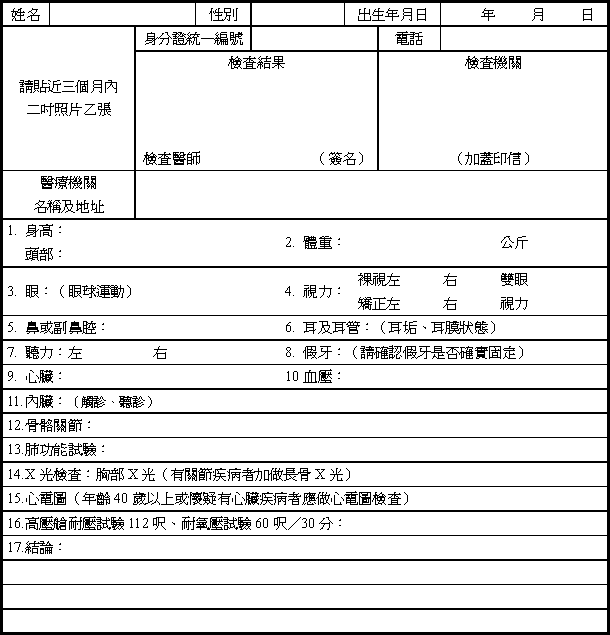 姓名 性別 出生年月日 年 月 日
身分證統一編號 電話
請貼近三個月內
二吋照片乙張
檢查結果 檢查機關
檢查醫師 （簽名） （加蓋印信）
醫療機關
名稱及地址
1. 身高：
頭部：
2. 體重： 公斤
3. 眼：（眼球運動）
4. 視力： 裸視左 右 雙眼
矯正左 右 視力
5. 鼻或副鼻腔： 6. 耳及耳管：（耳垢、耳膜狀態）
7. 聽力：左 右 8. 假牙：（請確認假牙是否確實固定）
9. 心臟： 10 血壓：
11.內臟：（觸診、聽診）
12.骨骼關節：
13.肺功能試驗：
14.X 光檢查：胸部 X 光（有關節疾病者加做長骨 X 光）
15.心電圖（年齡 40 歲以上或懷疑有心臟疾病者應做心電圖檢查）
16.高壓艙耐壓試驗 112 呎、耐氧壓試驗 60 呎／30 分：
17.結論：